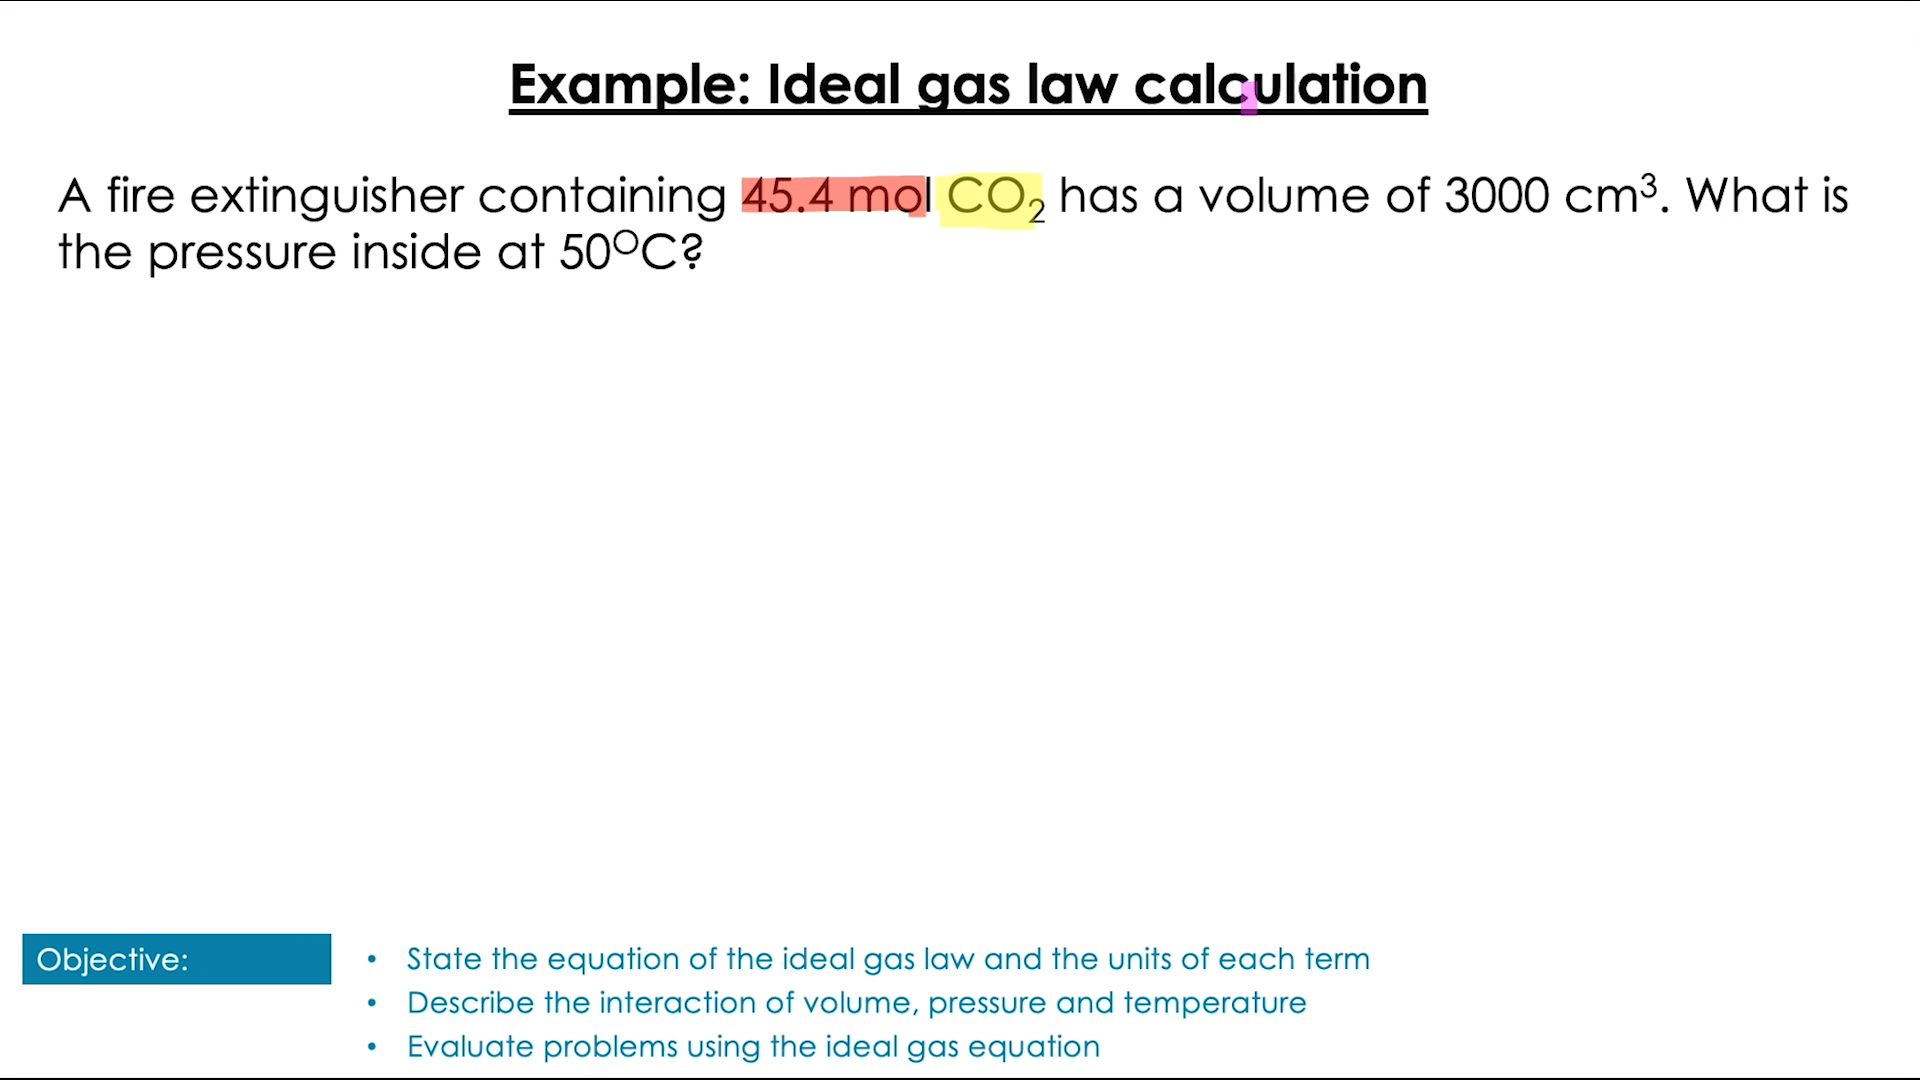 Example: Ideal gas law calculation
A fire extinguisher containing 45.4 mol CO₂ has a volume of 3000 cm³. What is
the pressure inside at 50ᴼC?
Objective:
• State the equation of the ideal gas law and the units of each term
• Describe the interaction of volume, pressure and temperature
• Evaluate problems using the ideal gas equation